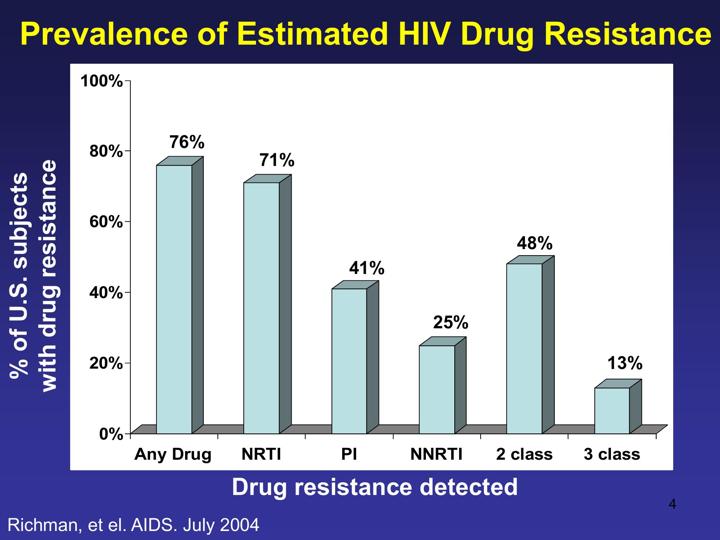 Prevalence of Estimated HIV Drug Resistance
% of U.S. subjects
with drug resistance
100%
80%
60%
40%
20%
0%
76%
71%
41%
25%
48%
13%
Any Drug NRTI PI NNRTI 2 class 3 class
Drug resistance detected
4
Richman, et el. AIDS. July 2004